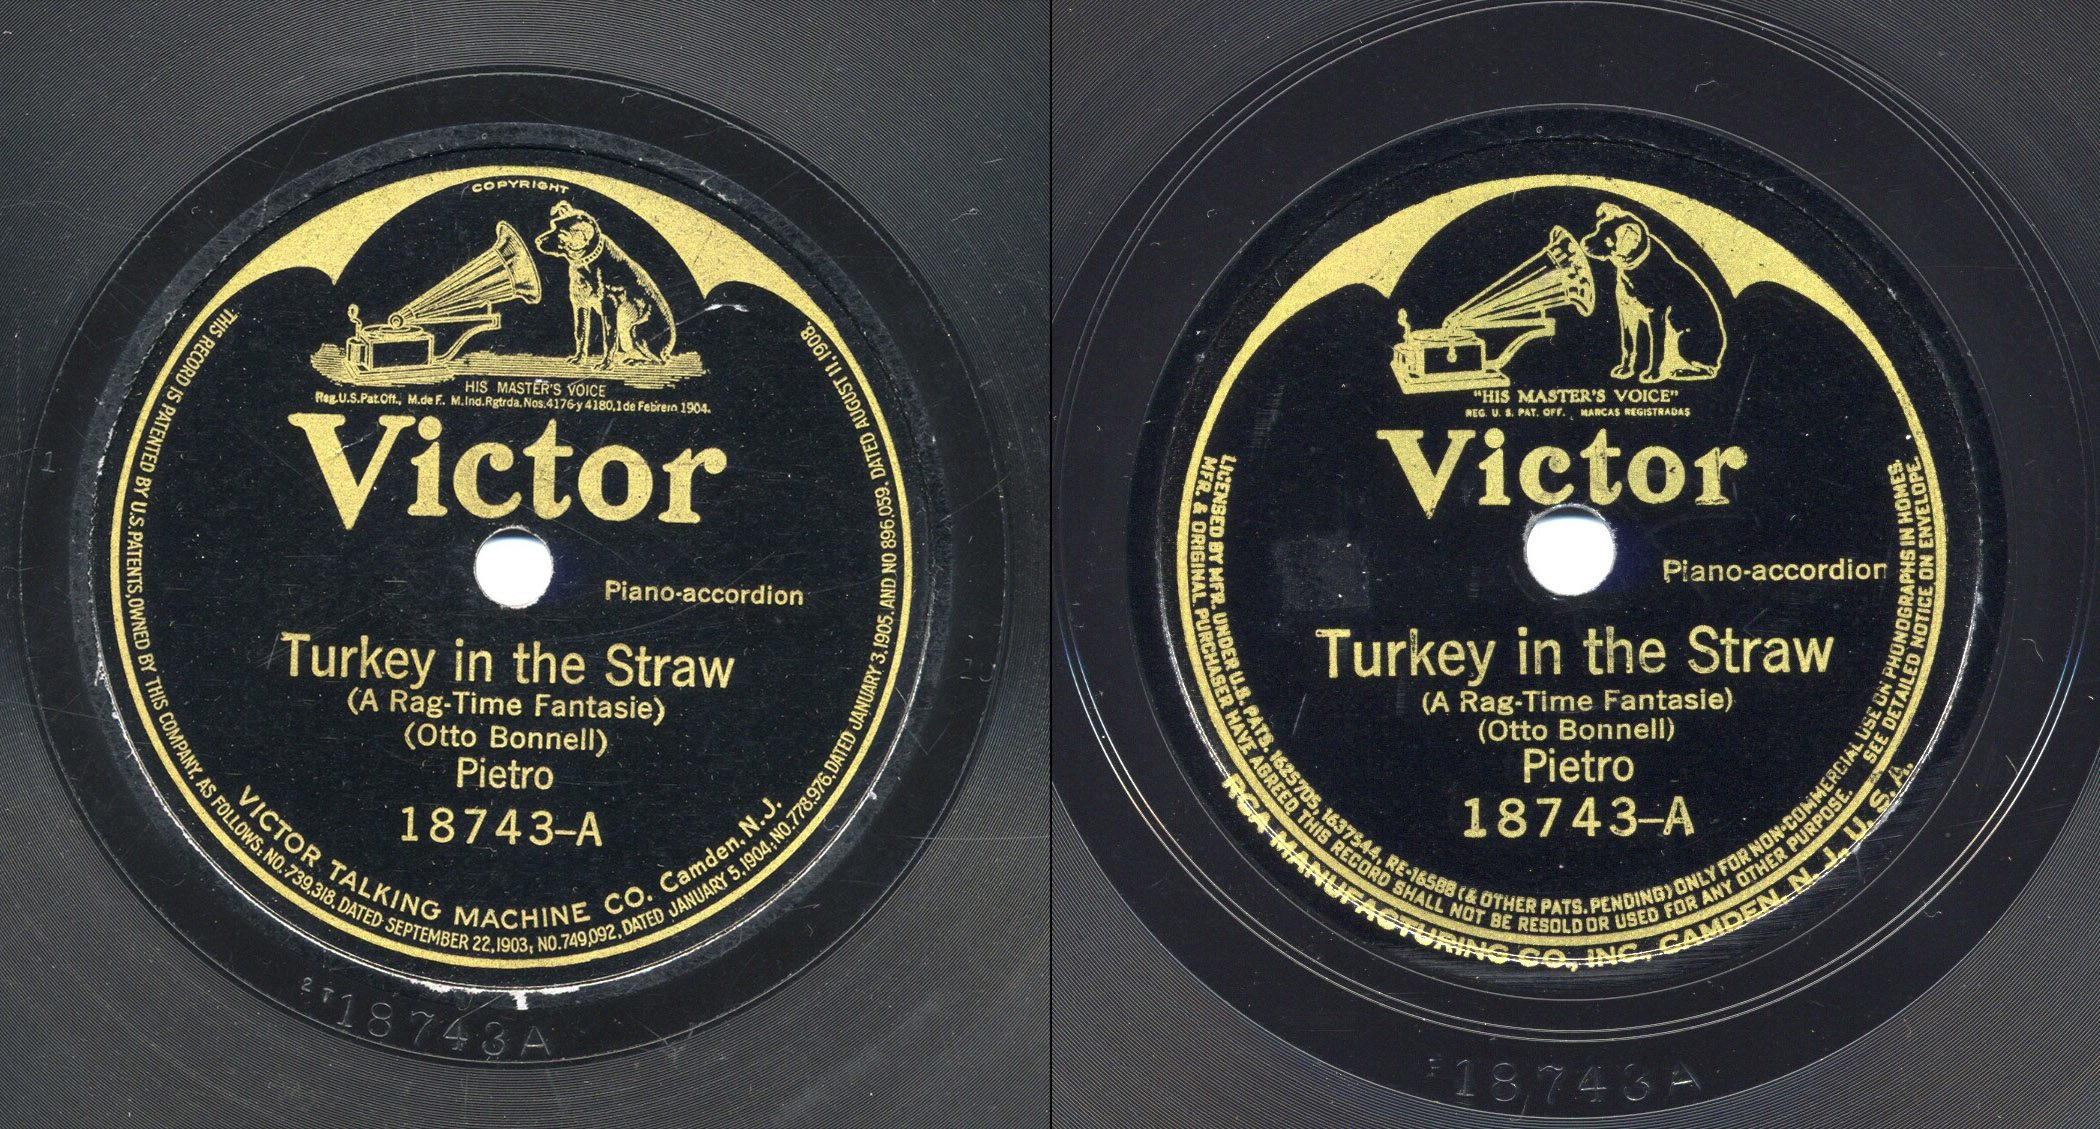 COPYRIGHT
HIS MASTER'S VOICE
Reg.U.S.Pat.Off., M.de F. M.Ind.Rgtrda.Nos.4176 y 4180,1 de Febrero 1904.
Victor
Piano-accordion
Turkey in the Straw
(A Rag-Time Fantasie)
(Otto Bonnell)
Pietro
18743–A
VICTOR TALKING MACHINE CO. Camden, N.J.
THIS RECORD IS PATENTED BY U.S. PATENTS, OWNED BY THIS COMPANY, AS FOLLOWS: NO. 739,318, DATED SEPTEMBER 22,1903; NO. 749,092, DATED JANUARY 5,1904, NO. 778,976, DATED JANUARY 3,1905, AND NO 896,059, DATED AUGUST 11, 1908.
18743A
"HIS MASTER'S VOICE"
REG. U. S. PAT. OFF. MARCAS REGISTRADAS
Victor
Piano-accordion
Turkey in the Straw
(A Rag-Time Fantasie)
(Otto Bonnell)
Pietro
18743–A
LICENSED BY MFR. UNDER U.S. PATS. 1625705, 1637544, RE-16588 (& OTHER PATS. PENDING) ONLY FOR NON-COMMERCIAL USE ON PHONOGRAPHS IN HOMES.
MFR. & ORIGINAL PURCHASER HAVE AGREED THIS RECORD SHALL NOT BE RESOLD OR USED FOR ANY OTHER PURPOSE. SEE DETAILED NOTICE ON ENVELOPE.
RCA MANUFACTURING CO., INC., CAMDEN, N. J., U. S. A.
18743A